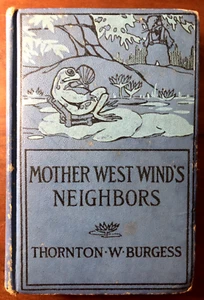 MOTHER WEST WIND'S
NEIGHBORS
THORNTON·W·BURGESS